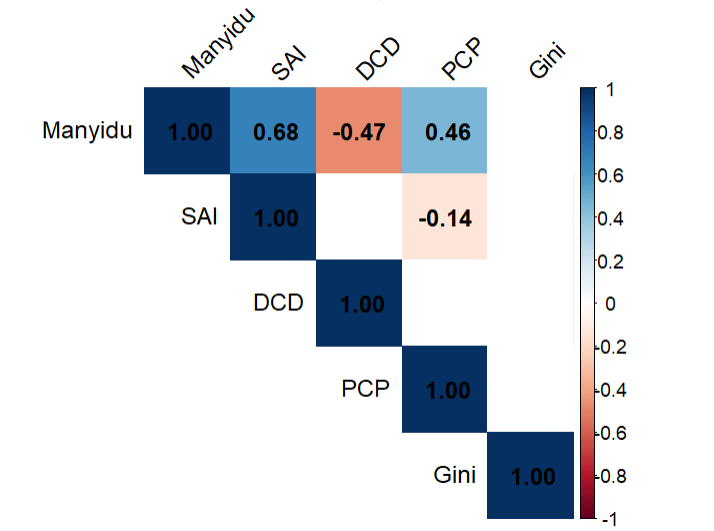 Manyidu SAI DCD PCP Gini
Manyidu 1.00 0.68 -0.47 0.46
SAI 1.00 -0.14
DCD 1.00
PCP 1.00
Gini 1.00
1
0.8
0.6
0.4
0.2
0
-0.2
-0.4
-0.6
-0.8
-1